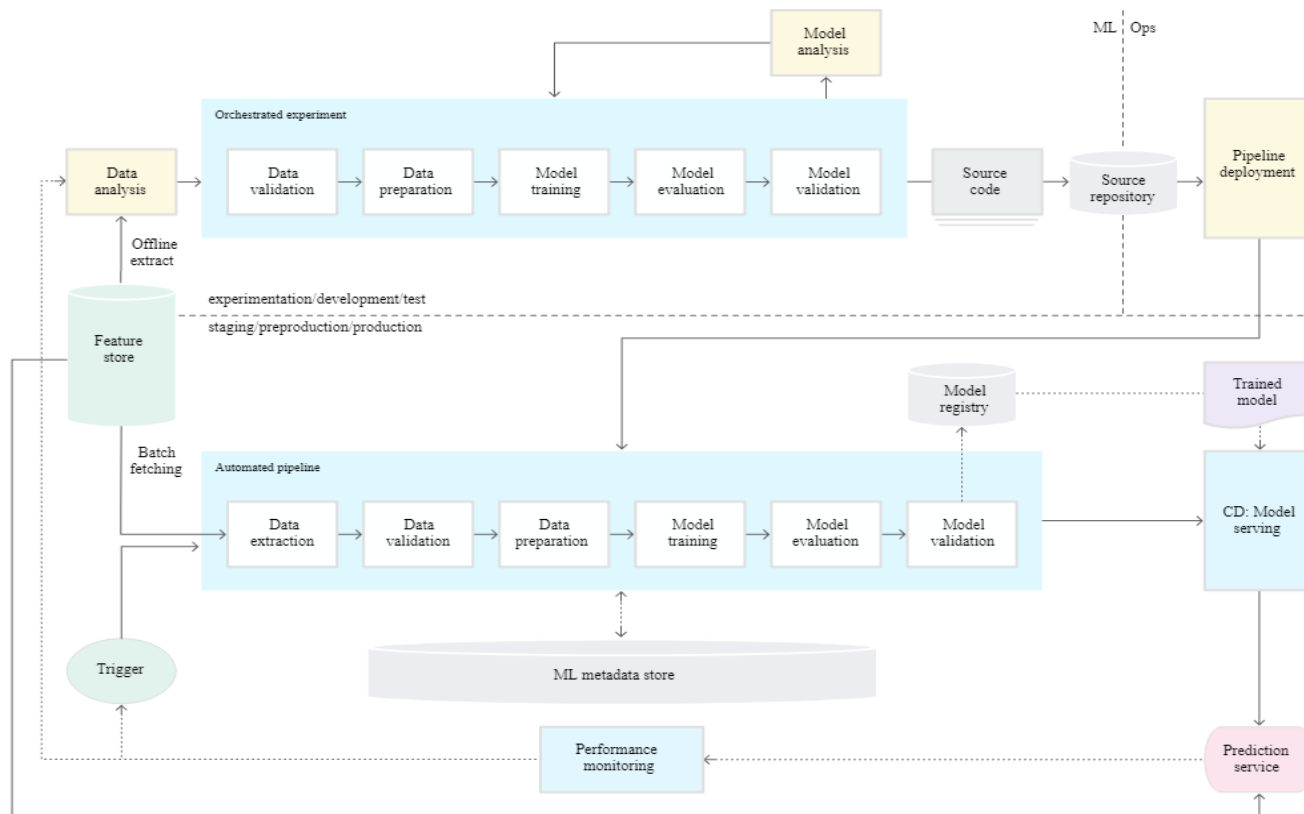 Model
analysis
ML
Ops
Orchestrated experiment
Data
analysis
Data
validation
Data
preparation
Model
training
Model
evaluation
Model
validation
Source
code
Source
repository
Pipeline
deployment
Offline
extract
experimentation/development/test
staging/preproduction/production
Feature
store
Model
registry
Trained
model
Batch
fetching
Automated pipeline
Data
extraction
Data
validation
Data
preparation
Model
training
Model
evaluation
Model
validation
CD: Model
serving
Trigger
ML metadata store
Performance
monitoring
Prediction
service